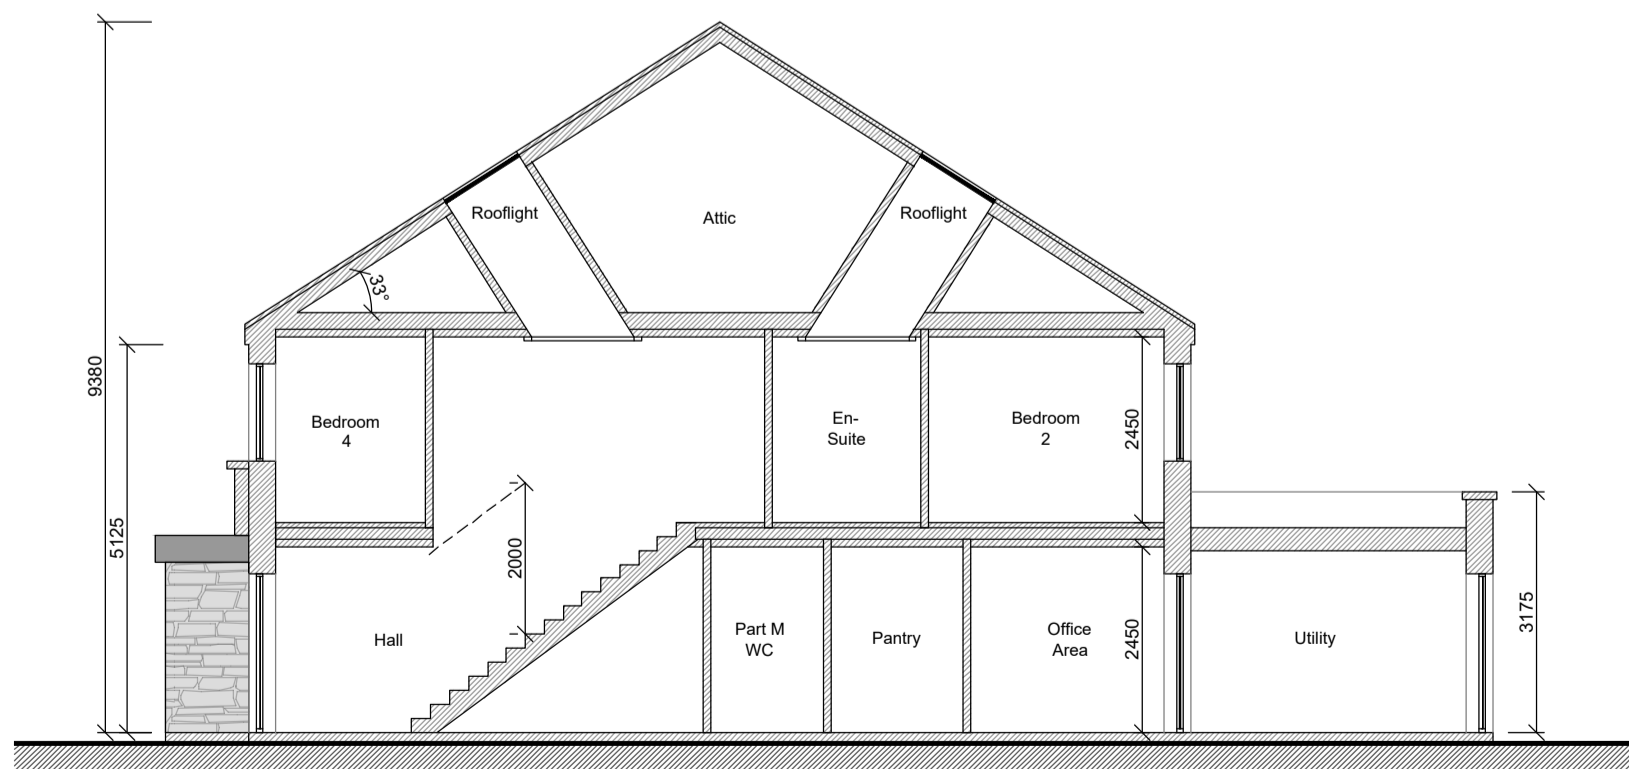 Rooflight
Attic
Rooflight
33°
9380
5125
Bedroom
4
En-
Suite
Bedroom
2
2450
2000
Hall
Part M
WC
Pantry
Office
Area
2450
Utility
3175